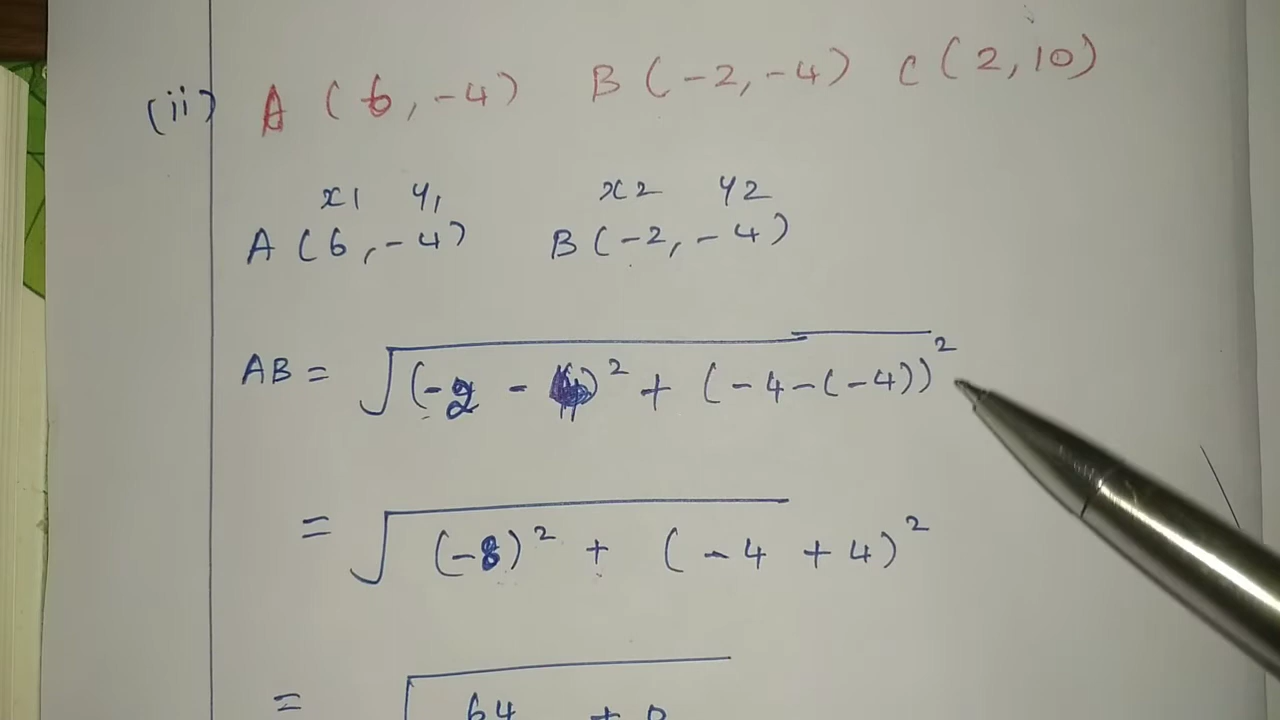 (ii) A (6, -4) B (-2, -4) C (2, 10)
x1 y1 x2 y2
A (6, -4) B (-2, -4)
AB = √(-2 - )² + (-4-(-4))²
= √(-8)² + (-4 + 4)²
= √64 + 0